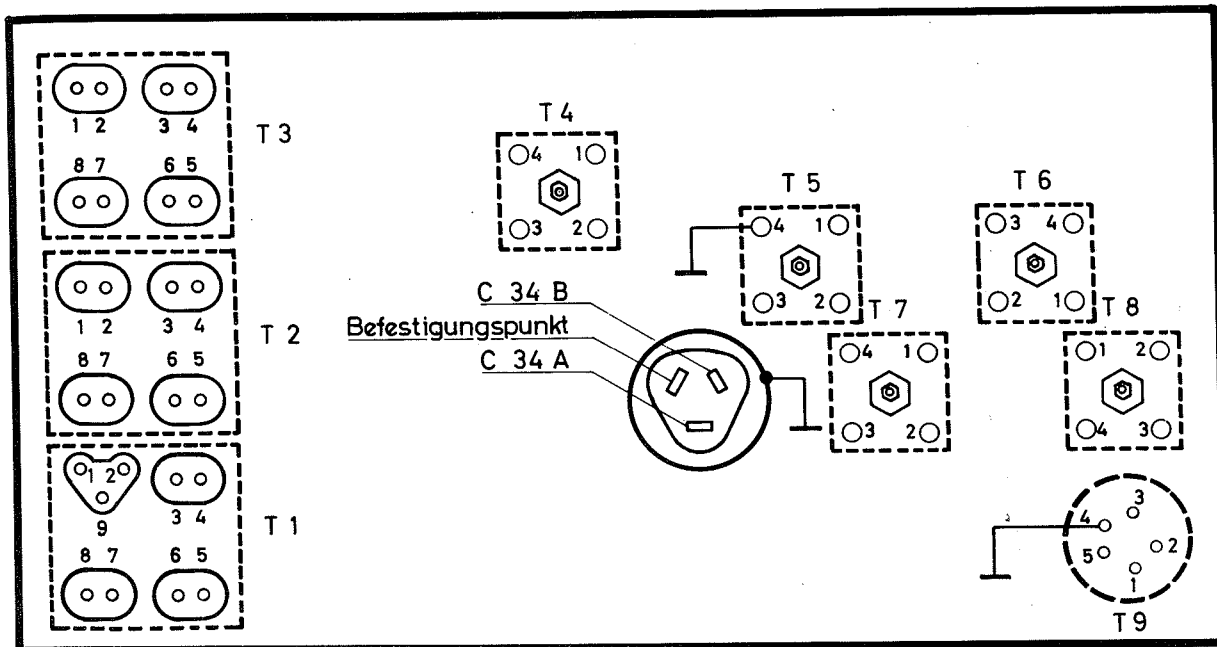 1 2 3 4
T 3
8 7 6 5
T 4
4 1
3 2
T 5
4 1
3 2
T 6
3 4
2 1
1 2 3 4
T 2
8 7 6 5
C 34 B
Befestigungspunkt
C 34 A
T 7
4 1
3 2
T 8
1 2
4 3
1 2
9
3 4
T 1
8 7 6 5
3
4
5
2
1
T 9